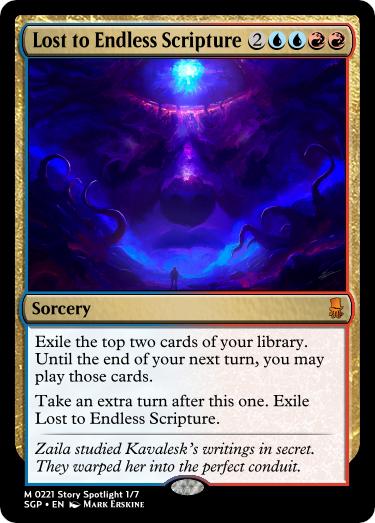 Lost to Endless Scripture 2
Sorcery
Exile the top two cards of your library.
Until the end of your next turn, you may
play those cards.
Take an extra turn after this one. Exile
Lost to Endless Scripture.
Zaila studied Kavalesk's writings in secret.
They warped her into the perfect conduit.
M 0221 Story Spotlight 1/7
SGP • EN Mark Erskine